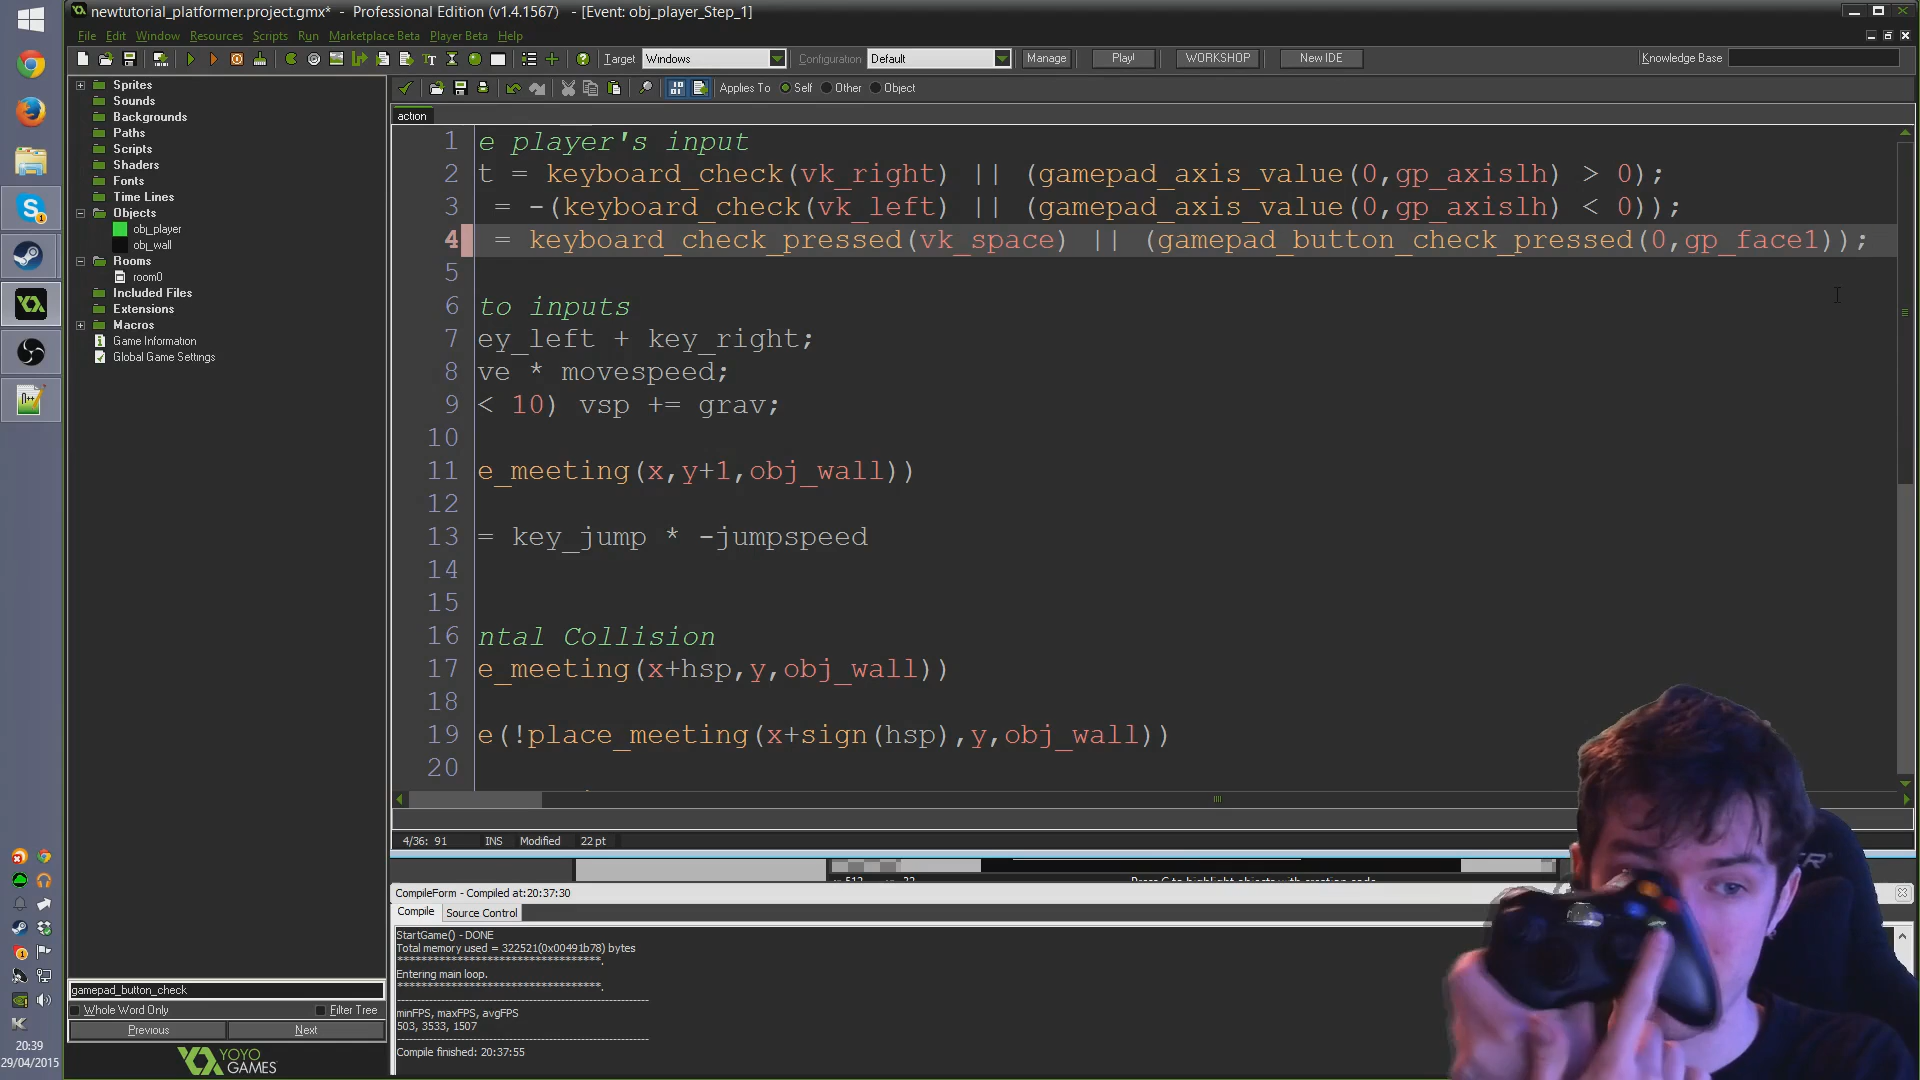 newtutorial_platformer.project.gmx* - Professional Edition (v1.4.1567) - [Event: obj_player_Step_1]
File Edit Window Resources Scripts Run Marketplace Beta Player Beta Help
Target Windows Configuration Default Manage Play! WORKSHOP New IDE Knowledge Base
Applies To Self Other Object
action
Sprites
Sounds
Backgrounds
Paths
Scripts
Shaders
Fonts
Time Lines
Objects
obj_player
obj_wall
Rooms
room0
Included Files
Extensions
Macros
Game Information
Global Game Settings
1 e player's input
2 t = keyboard_check(vk_right) || (gamepad_axis_value(0,gp_axislh) > 0);
3 = -(keyboard_check(vk_left) || (gamepad_axis_value(0,gp_axislh) < 0));
4 = keyboard_check_pressed(vk_space) || (gamepad_button_check_pressed(0,gp_face1));
5
6 to inputs
7 ey_left + key_right;
8 ve * movespeed;
9 < 10) vsp += grav;
10
11 e_meeting(x,y+1,obj_wall))
12
13 = key_jump * -jumpspeed
14
15
16 ntal Collision
17 e_meeting(x+hsp,y,obj_wall))
18
19 e(!place_meeting(x+sign(hsp),y,obj_wall))
20
4/36: 91 INS Modified 22 pt
CompileForm - Compiled at:20:37:30
Compile Source Control
StartGame() - DONE
Total memory used = 322521(0x00491b78) bytes
Entering main loop.
minFPS, maxFPS, avgFPS
503, 3533, 1507
Compile finished: 20:37:55
gamepad_button_check
Whole Word Only Filter Tree
Previous Next
YOYO
GAMES
20:39
29/04/2015